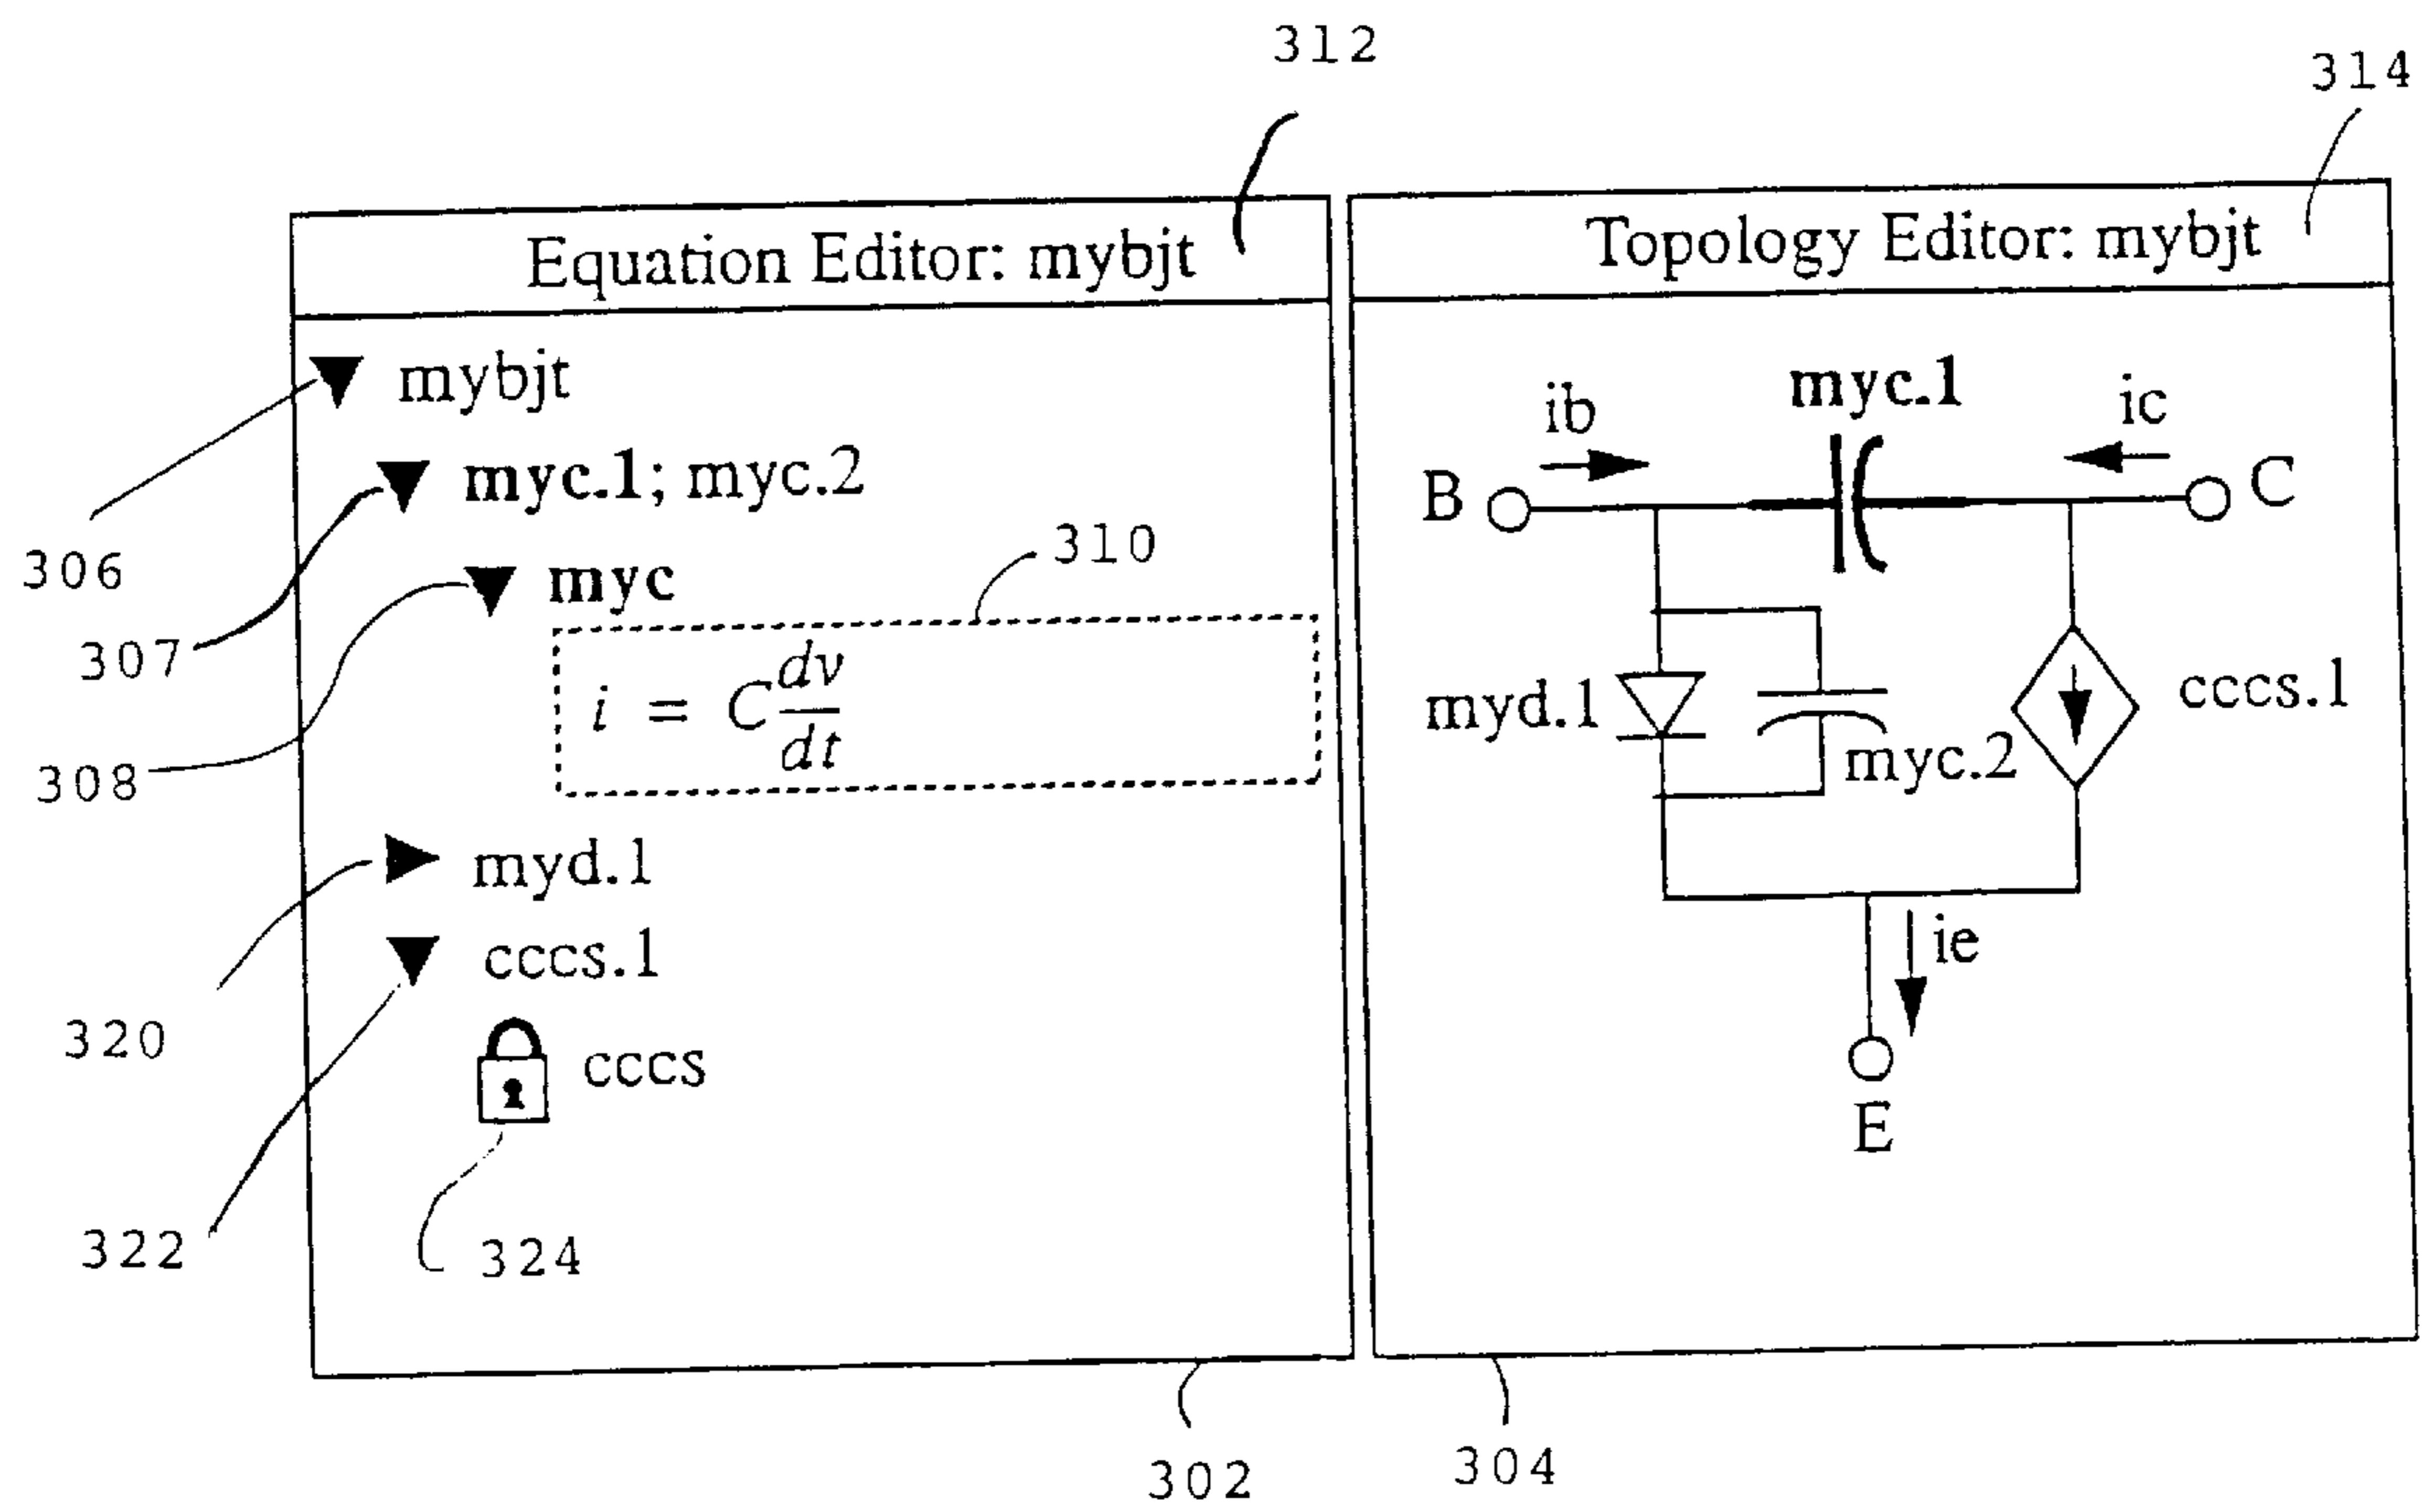 312
314
Equation Editor: mybjt
Topology Editor: mybjt
mybjt
myc.1; myc.2
myc
310
i = C dv/dt
306
307
308
myd.1
cccs.1
cccs
320
322
324
302
myc.1
ib
ic
B
C
myd.1
myc.2
cccs.1
ie
E
304